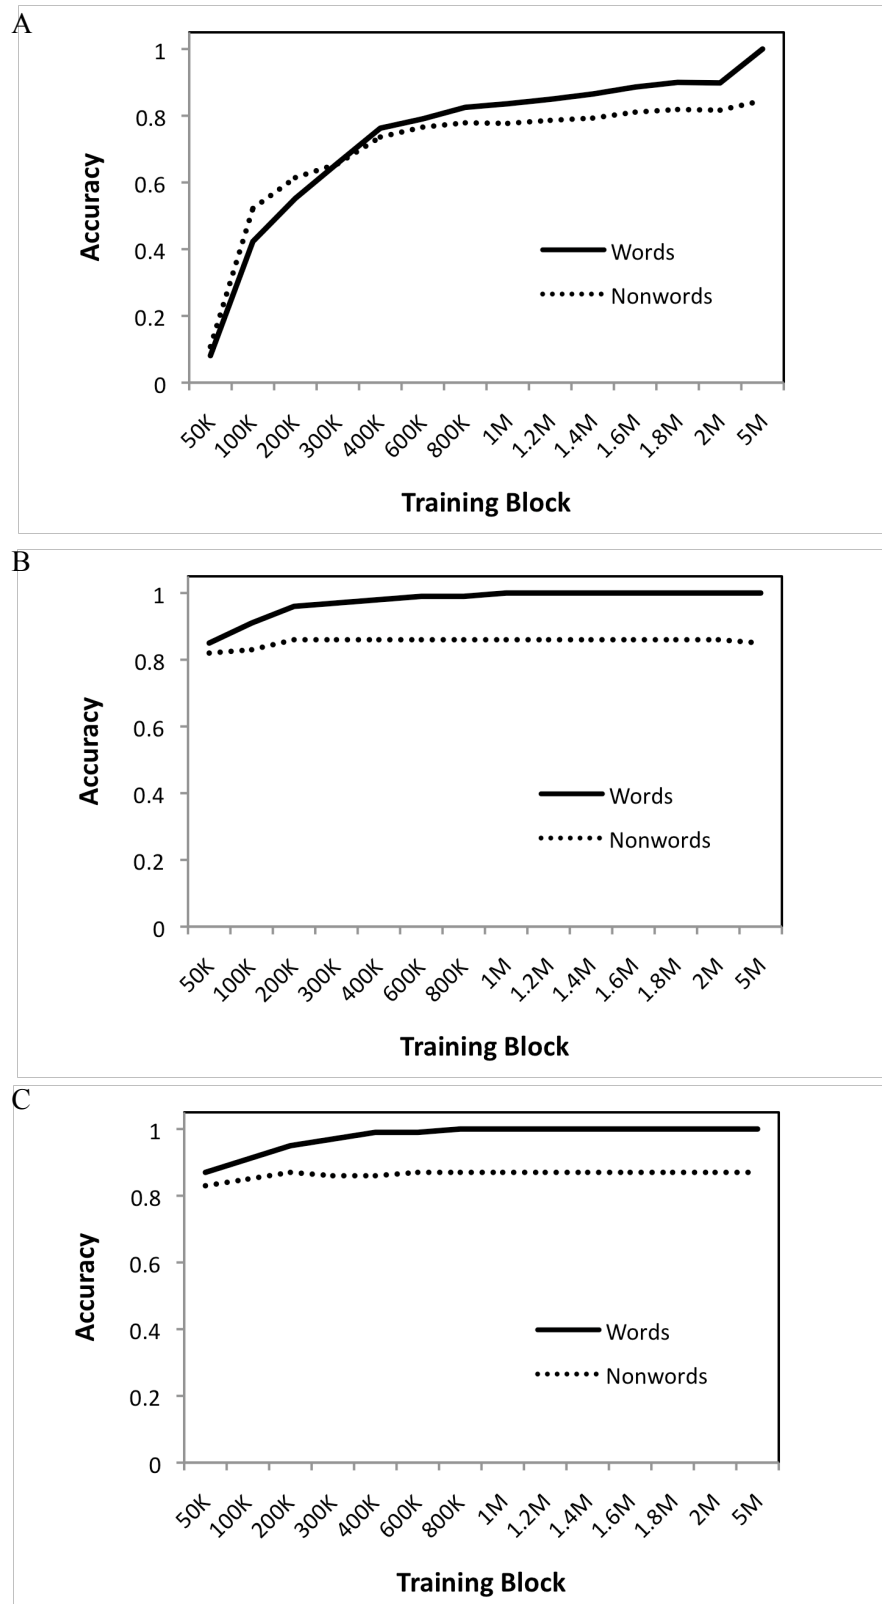 A
1
0.8
0.6
0.4
0.2
0
Accuracy
Words
Nonwords
50K 100K 200K 300K 400K 600K 800K 1M 1.2M 1.4M 1.6M 1.8M 2M 5M
Training Block
B
1
0.8
0.6
0.4
0.2
0
Accuracy
Words
Nonwords
50K 100K 200K 300K 400K 600K 800K 1M 1.2M 1.4M 1.6M 1.8M 2M 5M
Training Block
C
1
0.8
0.6
0.4
0.2
0
Accuracy
Words
Nonwords
50K 100K 200K 300K 400K 600K 800K 1M 1.2M 1.4M 1.6M 1.8M 2M 5M
Training Block